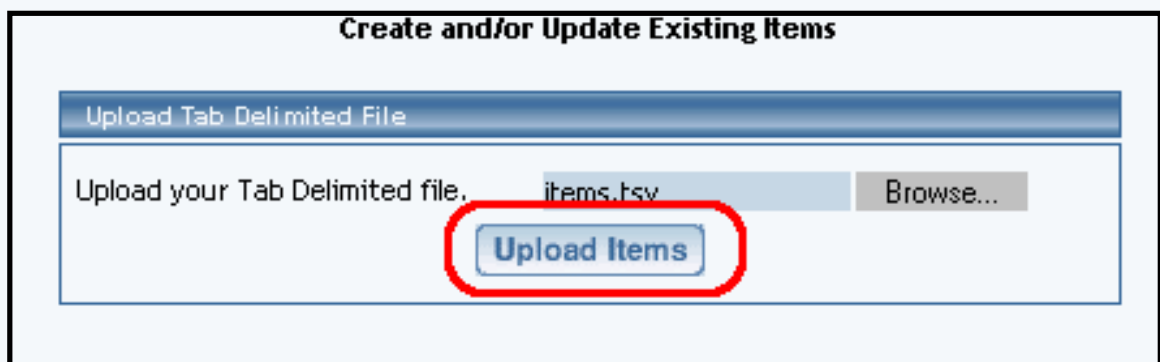 Create and/or Update Existing Items
Upload Tab Delimited File
Upload your Tab Delimited file. items.tsv Browse...
Upload Items